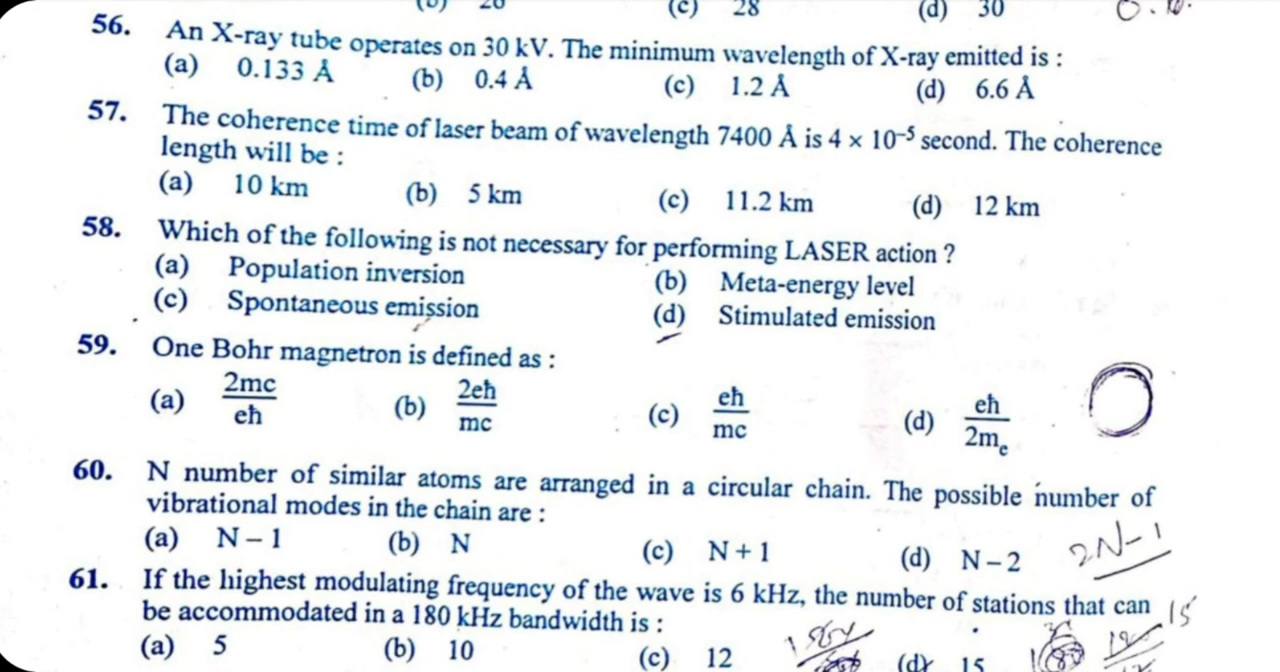 (b) 20 (c) 28 (d) 30
56. An X-ray tube operates on 30 kV. The minimum wavelength of X-ray emitted is :
(a) 0.133 Å (b) 0.4 Å (c) 1.2 Å (d) 6.6 Å
57. The coherence time of laser beam of wavelength 7400 Å is 4 × 10⁻⁵ second. The coherence
length will be :
(a) 10 km (b) 5 km (c) 11.2 km (d) 12 km
58. Which of the following is not necessary for performing LASER action ?
(a) Population inversion (b) Meta-energy level
(c) Spontaneous emission (d) Stimulated emission
59. One Bohr magnetron is defined as :
(a) 2mc/eħ (b) 2eħ/mc (c) eħ/mc (d) eħ/2mₑ
60. N number of similar atoms are arranged in a circular chain. The possible number of
vibrational modes in the chain are :
(a) N – 1 (b) N (c) N + 1 (d) N – 2
2N-1
61. If the highest modulating frequency of the wave is 6 kHz, the number of stations that can
be accommodated in a 180 kHz bandwidth is :
15
(a) 5 (b) 10 (c) 12 (d) 15